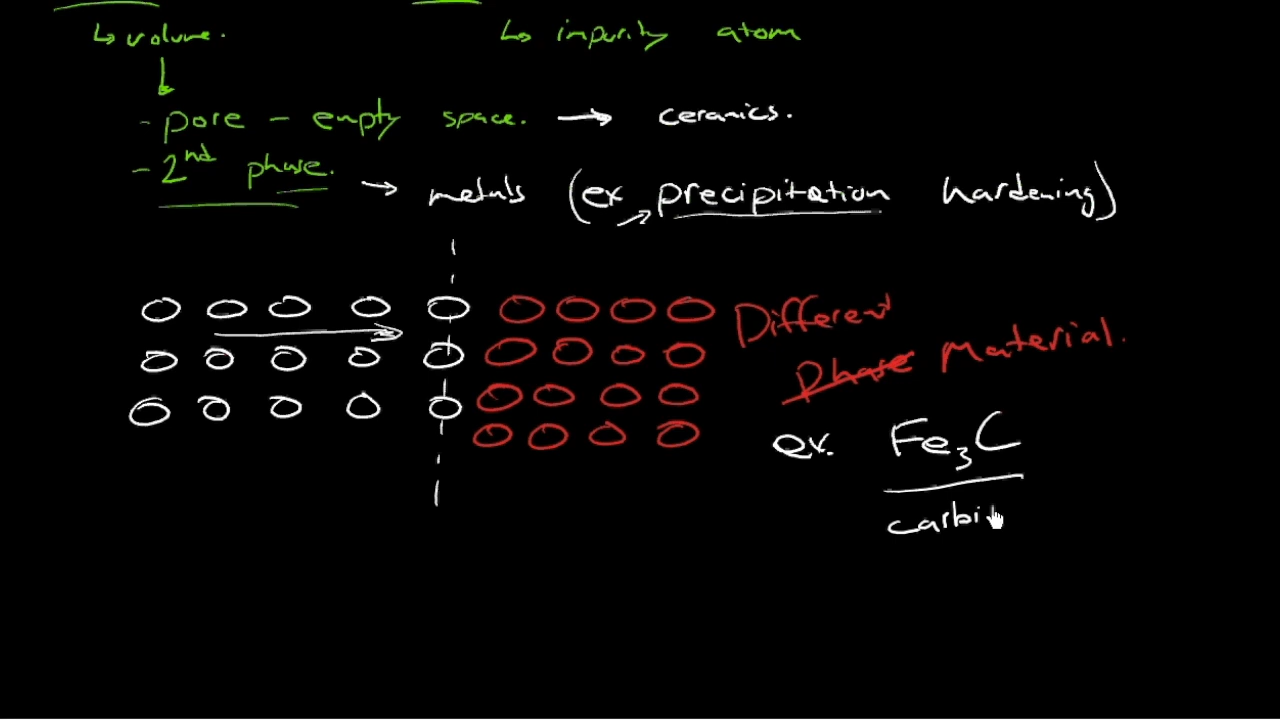 ↳ volume.
↳ impurity atom
- pore - empty space. → ceramics.
- 2nd phase. → metals (ex precipitation hardening)
Different
Phase Material.
ex. Fe₃C
carbi